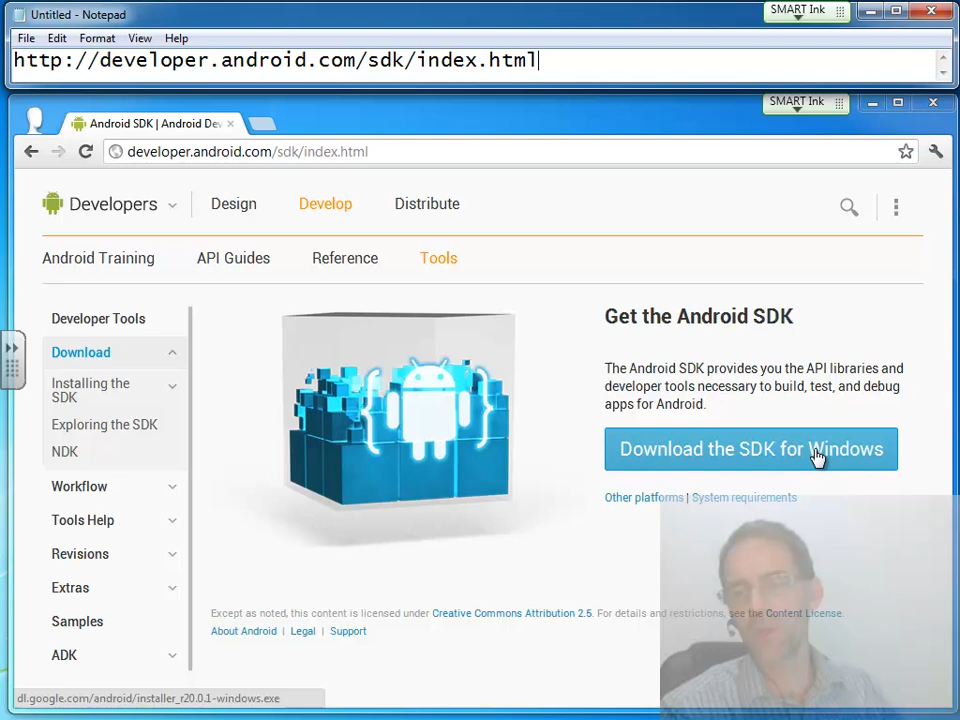 Untitled - Notepad
SMART Ink
File Edit Format View Help
http://developer.android.com/sdk/index.html
SMART Ink
Android SDK | Android Dev
developer.android.com/sdk/index.html
Developers Design Develop Distribute
Android Training API Guides Reference Tools
Developer Tools
Download
Installing the
SDK
Exploring the SDK
NDK
Workflow
Tools Help
Revisions
Extras
Samples
ADK
Get the Android SDK
The Android SDK provides you the API libraries and
developer tools necessary to build, test, and debug
apps for Android.
Download the SDK for Windows
Other platforms | System requirements
Except as noted, this content is licensed under Creative Commons Attribution 2.5. For details and restrictions, see the Content License.
About Android | Legal | Support
dl.google.com/android/installer_r20.0.1-windows.exe